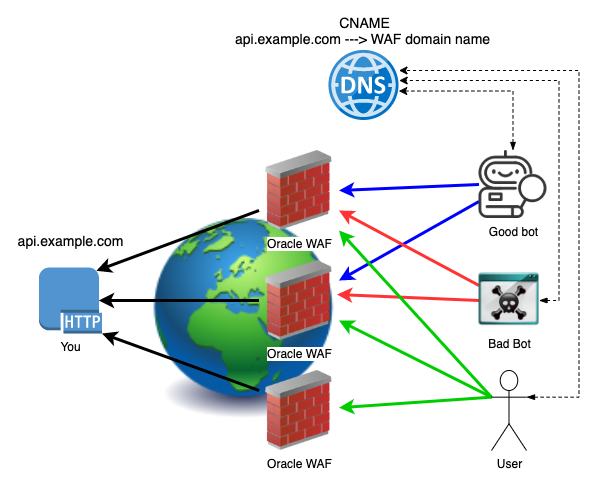 CNAME
api.example.com ---> WAF domain name
DNS
Good bot
Oracle WAF
api.example.com
HTTP
You
Oracle WAF
Bad Bot
Oracle WAF
User